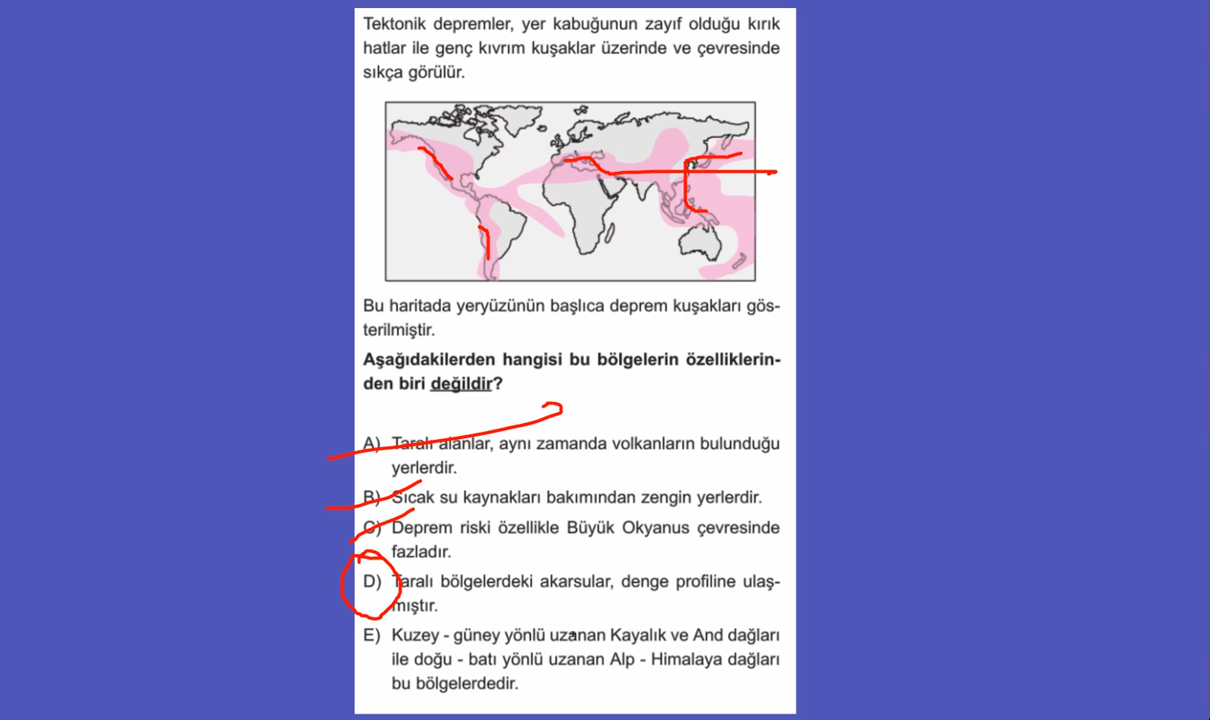 Tektonik depremler, yer kabuğunun zayıf olduğu kırık
hatlar ile genç kıvrım kuşaklar üzerinde ve çevresinde
sıkça görülür.
Bu haritada yeryüzünün başlıca deprem kuşakları gös-
terilmiştir.
Aşağıdakilerden hangisi bu bölgelerin özelliklerin-
den biri değildir?
A) Taralı alanlar, aynı zamanda volkanların bulunduğu
yerlerdir.
B) Sıcak su kaynakları bakımından zengin yerlerdir.
C) Deprem riski özellikle Büyük Okyanus çevresinde
fazladır.
D) Taralı bölgelerdeki akarsular, denge profiline ulaş-
mıştır.
E) Kuzey - güney yönlü uzanan Kayalık ve And dağları
ile doğu - batı yönlü uzanan Alp - Himalaya dağları
bu bölgelerdedir.